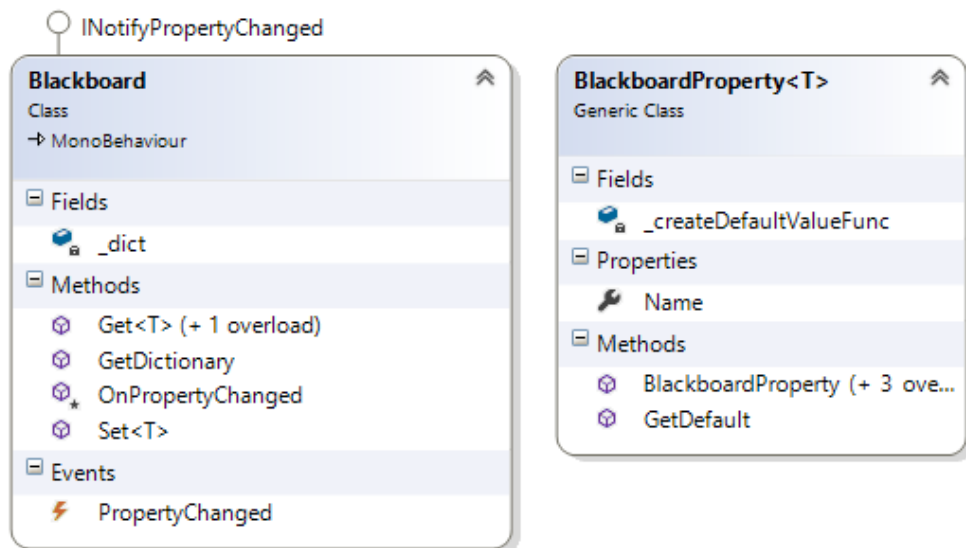 INotifyPropertyChanged
Blackboard
Class
MonoBehaviour
Fields
_dict
Methods
Get<T> (+ 1 overload)
GetDictionary
OnPropertyChanged
Set<T>
Events
PropertyChanged
BlackboardProperty<T>
Generic Class
Fields
_createDefaultValueFunc
Properties
Name
Methods
BlackboardProperty (+ 3 ove...
GetDefault